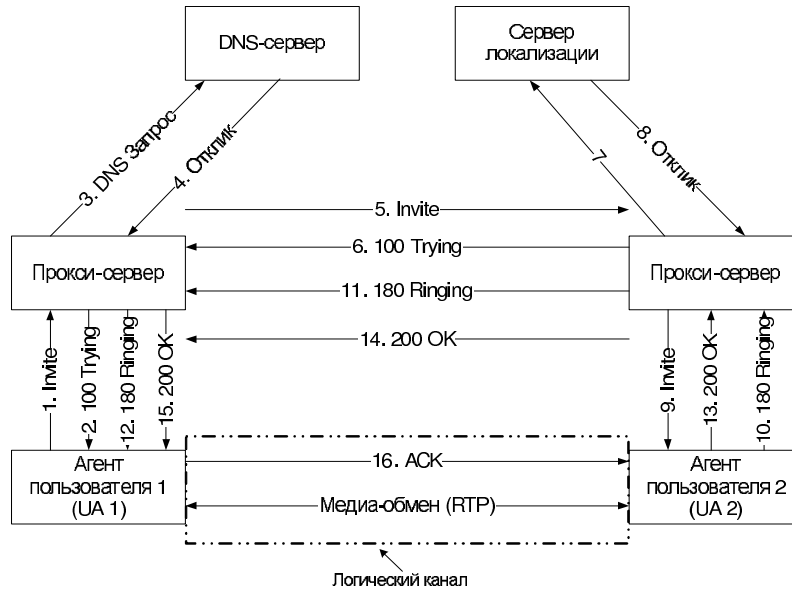 DNS-сервер
Сервер
локализации
3. DNS Запрос
4. Отклик
7
8. Отклик
5. Invite
6. 100 Trying
11. 180 Ringing
14. 200 OK
Прокси-сервер
Прокси-сервер
1. Invite
2. 100 Trying
12. 180 Ringing
15. 200 OK
9. Invite
13. 200 OK
10. 180 Ringing
Агент
пользователя 1
(UA 1)
16. ACK
Медиа-обмен (RTP)
Агент
пользователя 2
(UA 2)
Логический канал